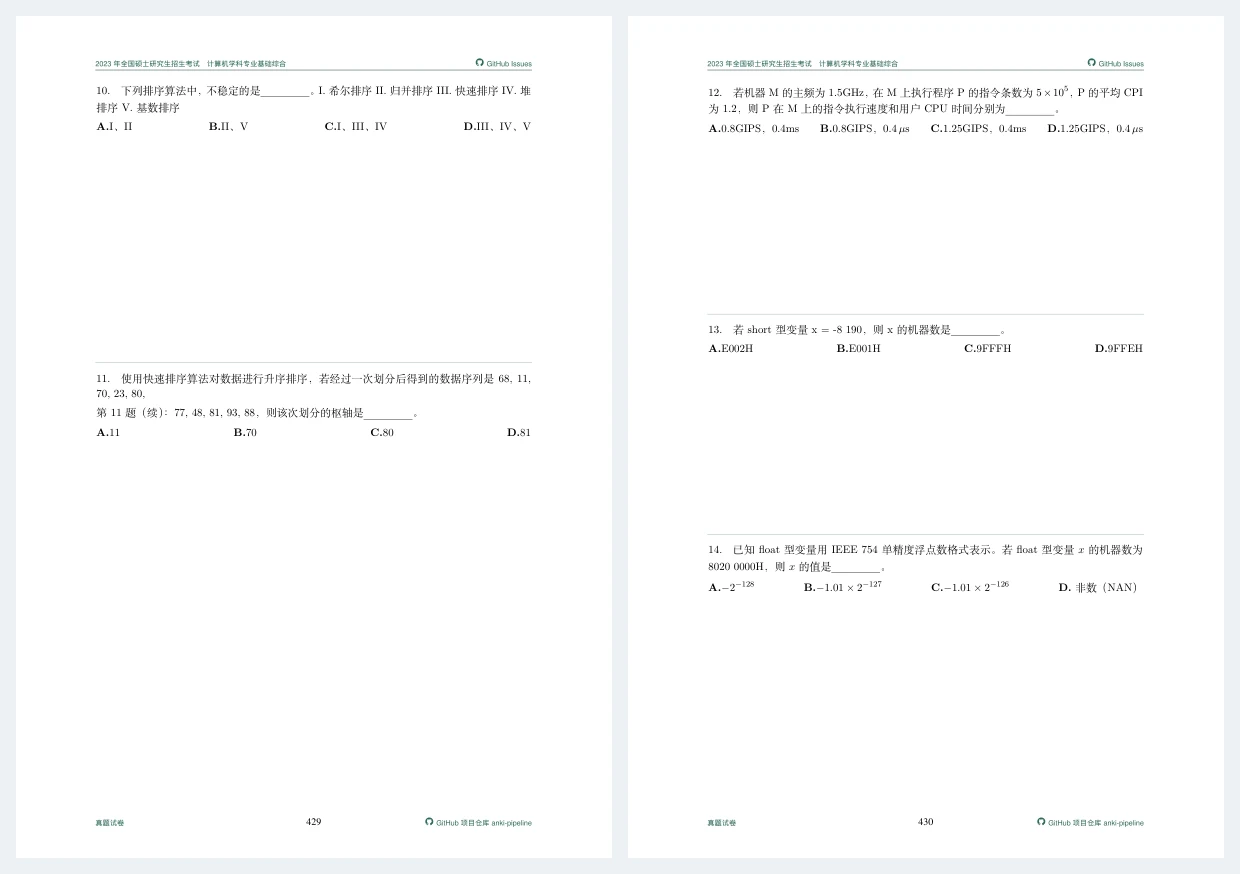 2023 年全国硕士研究生招生考试 计算机学科专业基础综合 GitHub Issues
10. 下列排序算法中，不稳定的是________。I. 希尔排序 II. 归并排序 III. 快速排序 IV. 堆
排序 V. 基数排序
A.I、II B.II、V C.I、III、IV D.III、IV、V
11. 使用快速排序算法对数据进行升序排序，若经过一次划分后得到的数据序列是 68, 11,
70, 23, 80,
第 11 题（续）：77, 48, 81, 93, 88，则该次划分的枢轴是________。
A.11 B.70 C.80 D.81
真题试卷 429 GitHub 项目仓库 anki-pipeline
2023 年全国硕士研究生招生考试 计算机学科专业基础综合 GitHub Issues
12. 若机器 M 的主频为 1.5GHz，在 M 上执行程序 P 的指令条数为 5×10⁵，P 的平均 CPI
为 1.2，则 P 在 M 上的指令执行速度和用户 CPU 时间分别为________。
A.0.8GIPS，0.4ms B.0.8GIPS，0.4 μs C.1.25GIPS，0.4ms D.1.25GIPS，0.4 μs
13. 若 short 型变量 x = -8 190，则 x 的机器数是________。
A.E002H B.E001H C.9FFFH D.9FFEH
14. 已知 float 型变量用 IEEE 754 单精度浮点数格式表示。若 float 型变量 x 的机器数为
8020 0000H，则 x 的值是________。
A.−2⁻¹²⁸ B.−1.01 × 2⁻¹²⁷ C.−1.01 × 2⁻¹²⁶ D. 非数（NAN）
真题试卷 430 GitHub 项目仓库 anki-pipeline